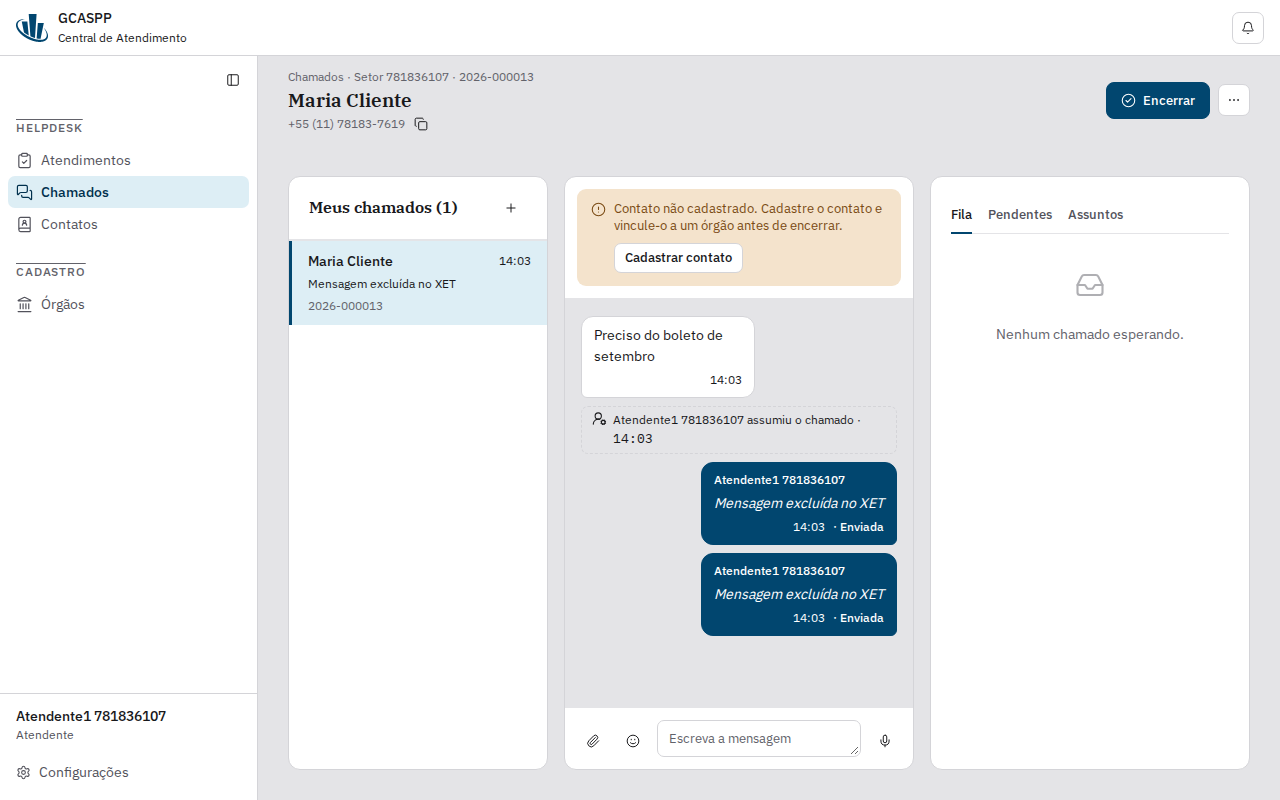 GCASPP
Central de Atendimento
HELPDESK
Atendimentos
Chamados
Contatos
CADASTRO
Órgãos
Atendente1 781836107
Atendente
Configurações
Chamados · Setor 781836107 · 2026-000013
Maria Cliente
+55 (11) 78183-7619
Encerrar
Meus chamados (1)
Maria Cliente 14:03
Mensagem excluída no XET
2026-000013
Contato não cadastrado. Cadastre o contato e
vincule-o a um órgão antes de encerrar.
Cadastrar contato
Preciso do boleto de
setembro
14:03
Atendente1 781836107 assumiu o chamado ·
14:03
Atendente1 781836107
Mensagem excluída no XET
14:03 · Enviada
Atendente1 781836107
Mensagem excluída no XET
14:03 · Enviada
Escreva a mensagem
Fila Pendentes Assuntos
Nenhum chamado esperando.